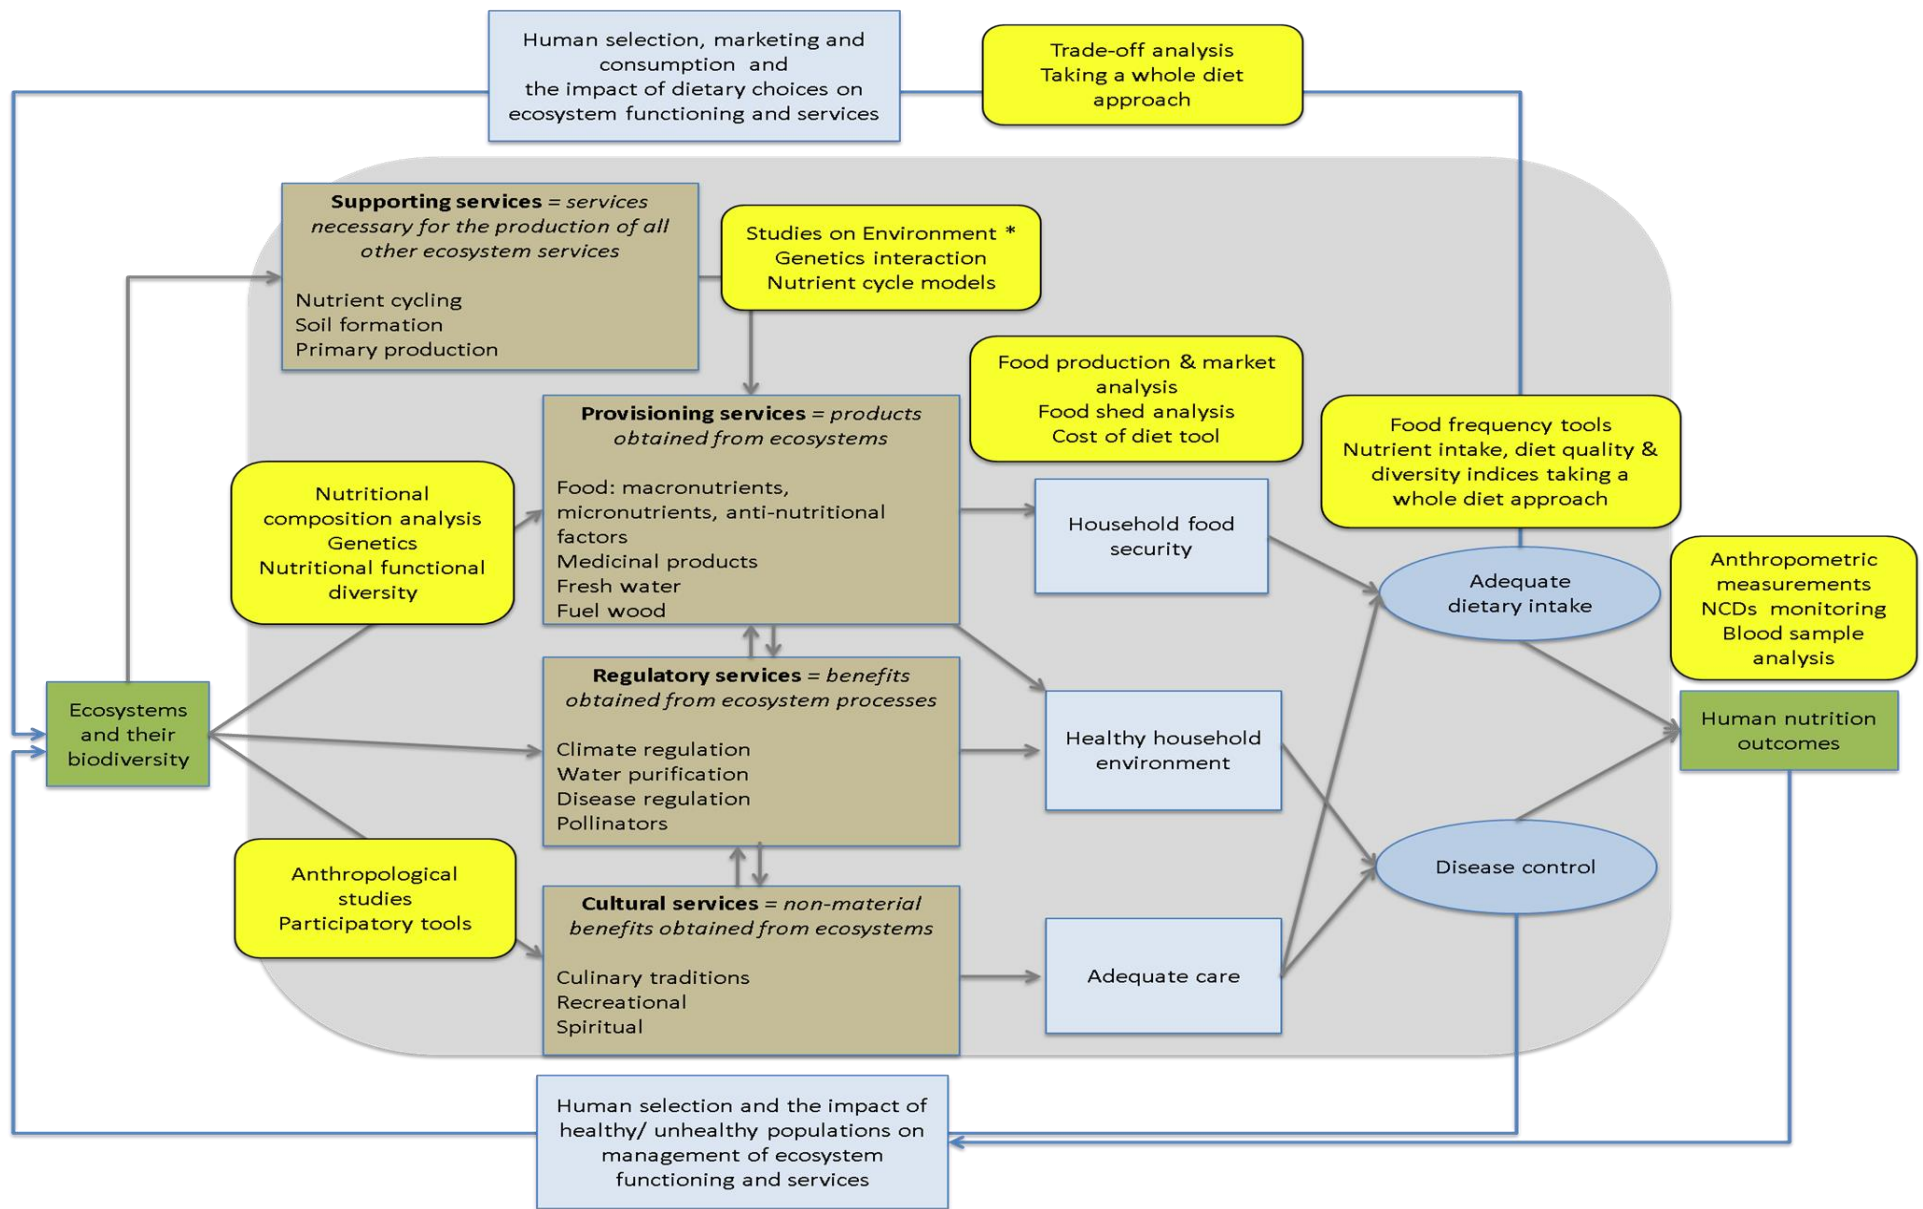 Human selection, marketing and
consumption and
the impact of dietary choices on
ecosystem functioning and services
Trade-off analysis
Taking a whole diet
approach
Supporting services = services
necessary for the production of all
other ecosystem services
Nutrient cycling
Soil formation
Primary production
Studies on Environment *
Genetics interaction
Nutrient cycle models
Food production & market
analysis
Food shed analysis
Cost of diet tool
Provisioning services = products
obtained from ecosystems
Food: macronutrients,
micronutrients, anti-nutritional
factors
Medicinal products
Fresh water
Fuel wood
Food frequency tools
Nutrient intake, diet quality &
diversity indices taking a
whole diet approach
Nutritional
composition analysis
Genetics
Nutritional functional
diversity
Household food
security
Adequate
dietary intake
Anthropometric
measurements
NCDs monitoring
Blood sample
analysis
Regulatory services = benefits
obtained from ecosystem processes
Climate regulation
Water purification
Disease regulation
Pollinators
Ecosystems
and their
biodiversity
Healthy household
environment
Human nutrition
outcomes
Anthropological
studies
Participatory tools
Disease control
Cultural services = non-material
benefits obtained from ecosystems
Culinary traditions
Recreational
Spiritual
Adequate care
Human selection and the impact of
healthy/ unhealthy populations on
management of ecosystem
functioning and services